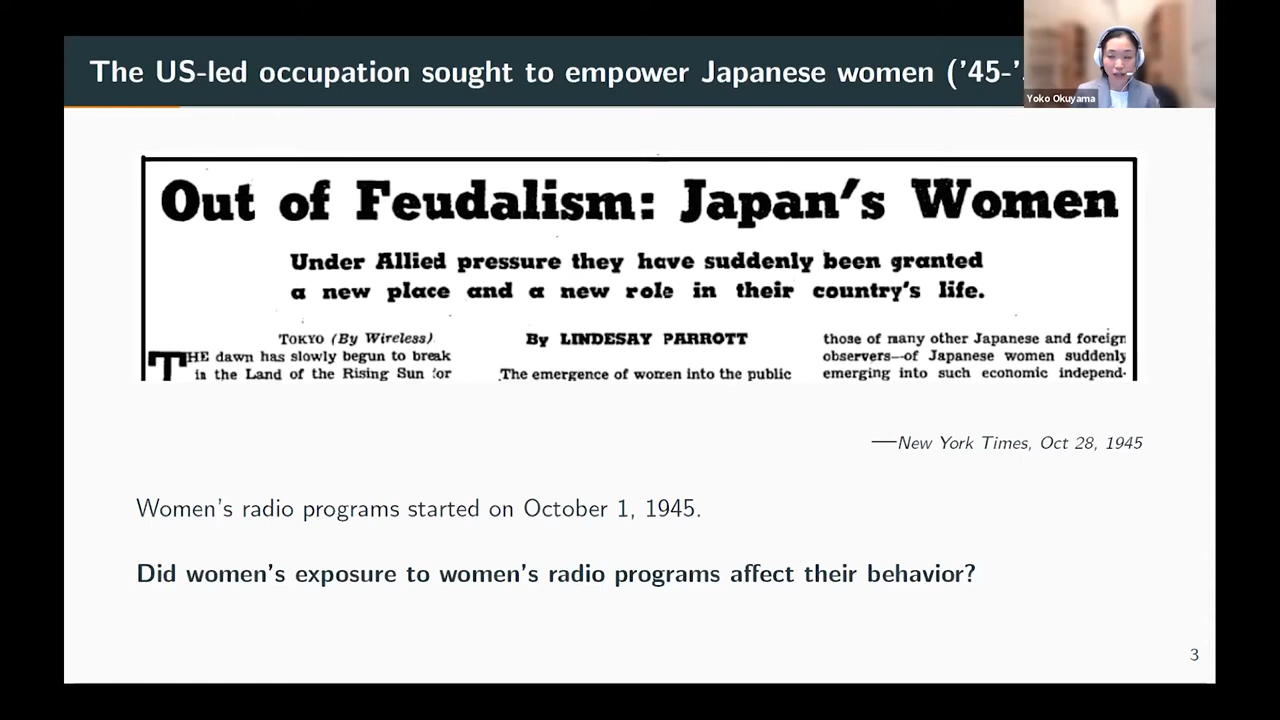 The US-led occupation sought to empower Japanese women ('45-'
Yoko Okuyama
Out of Feudalism: Japan's Women
Under Allied pressure they have suddenly been granted
a new place and a new role in their country's life.
TOKYO (By Wireless)
THE dawn has slowly begun to break
in the Land of the Rising Sun for
By LINDESAY PARROTT
The emergence of women into the public
those of many other Japanese and foreign
observers—of Japanese women suddenly
emerging into such economic independ-
—New York Times, Oct 28, 1945
Women's radio programs started on October 1, 1945.
Did women's exposure to women's radio programs affect their behavior?
3